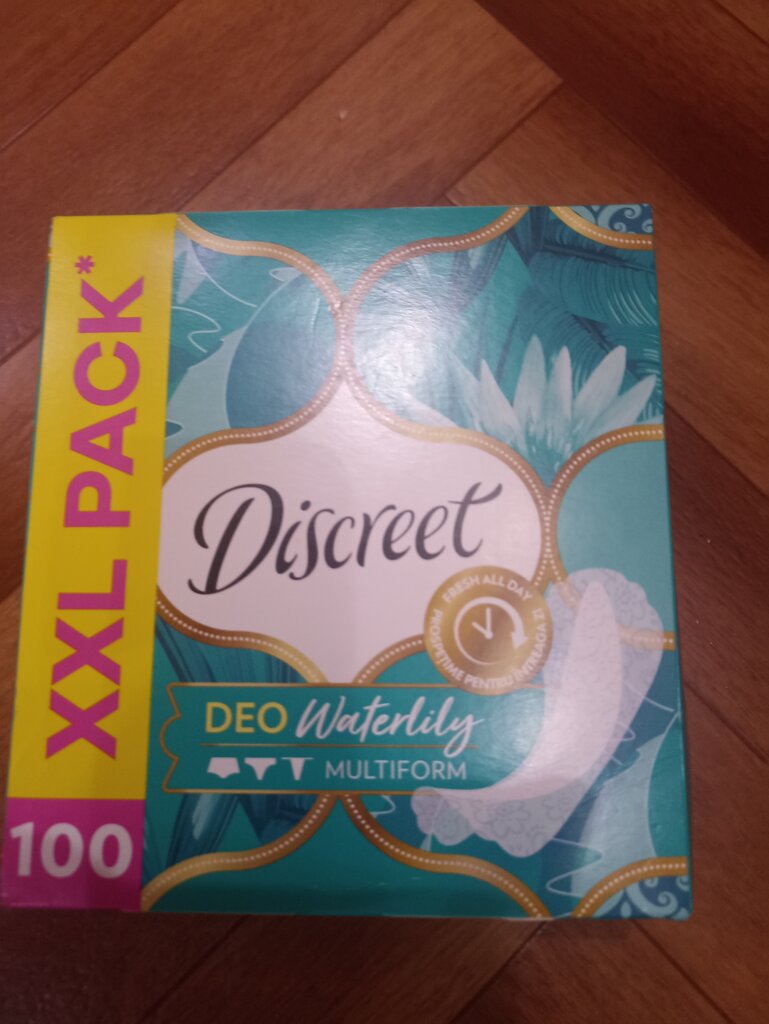 XXL PACK*
100
Discreet
FRESH ALL DAY
PROSPEȚIME PENTRU ÎNTREAGA ZI
DEO Waterlily
MULTIFORM